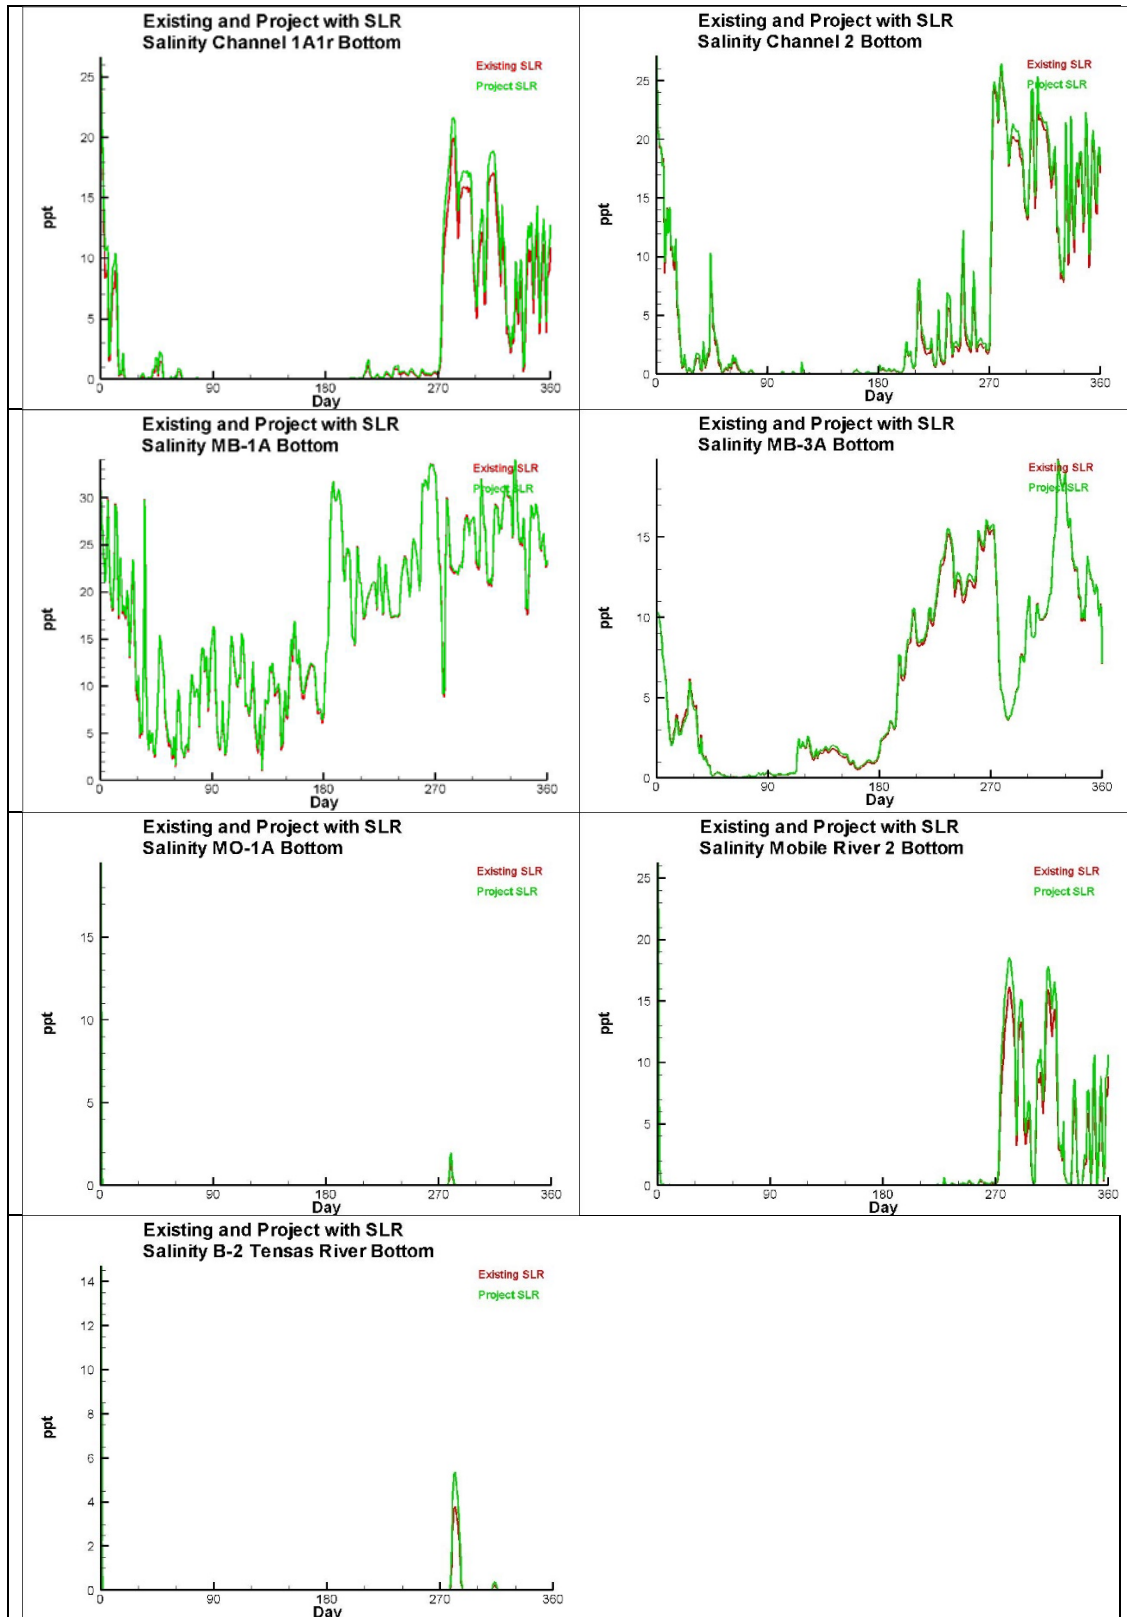 Existing and Project with SLR
Salinity Channel 1A1r Bottom
Existing SLR
Project SLR
25
20
15
10
5
0
ppt
0 90 180 270 360
Day
Existing and Project with SLR
Salinity Channel 2 Bottom
Existing SLR
Project SLR
25
20
15
10
5
0
ppt
0 90 180 270 360
Day
Existing and Project with SLR
Salinity MB-1A Bottom
Existing SLR
Project SLR
30
25
20
15
10
5
0
ppt
0 90 180 270 360
Day
Existing and Project with SLR
Salinity MB-3A Bottom
Existing SLR
Project SLR
15
10
5
0
ppt
0 90 180 270 360
Day
Existing and Project with SLR
Salinity MO-1A Bottom
Existing SLR
Project SLR
15
10
5
0
ppt
0 90 180 270 360
Day
Existing and Project with SLR
Salinity Mobile River 2 Bottom
Existing SLR
Project SLR
25
20
15
10
5
0
ppt
0 90 180 270 360
Day
Existing and Project with SLR
Salinity B-2 Tensas River Bottom
Existing SLR
Project SLR
14
12
10
8
6
4
2
0
ppt
0 90 180 270 360
Day